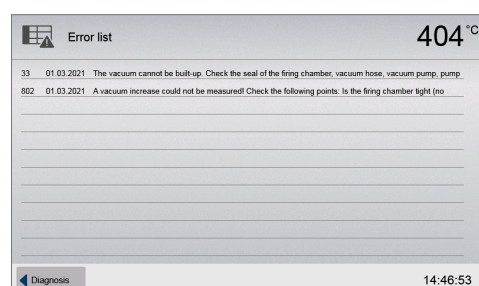 Error list
404 °C
33 01.03.2021 The vacuum cannot be built-up. Check the seal of the firing chamber, vacuum hose, vacuum pump, pump
802 01.03.2021 A vacuum increase could not be measured! Check the following points: Is the firing chamber tight (no
Diagnosis
14:46:53